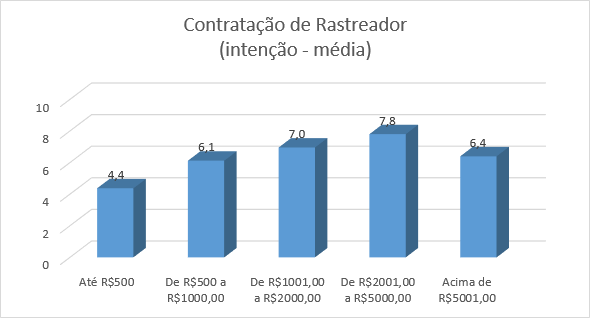 Contratação de Rastreador
(intenção - média)
10
8
6
4
2
0
4,4
6,1
7,0
7,8
6,4
Até R$500
De R$500 a
R$1000,00
De R$1001,00
a R$2000,00
De R$2001,00
a R$5000,00
Acima de
R$5001,00